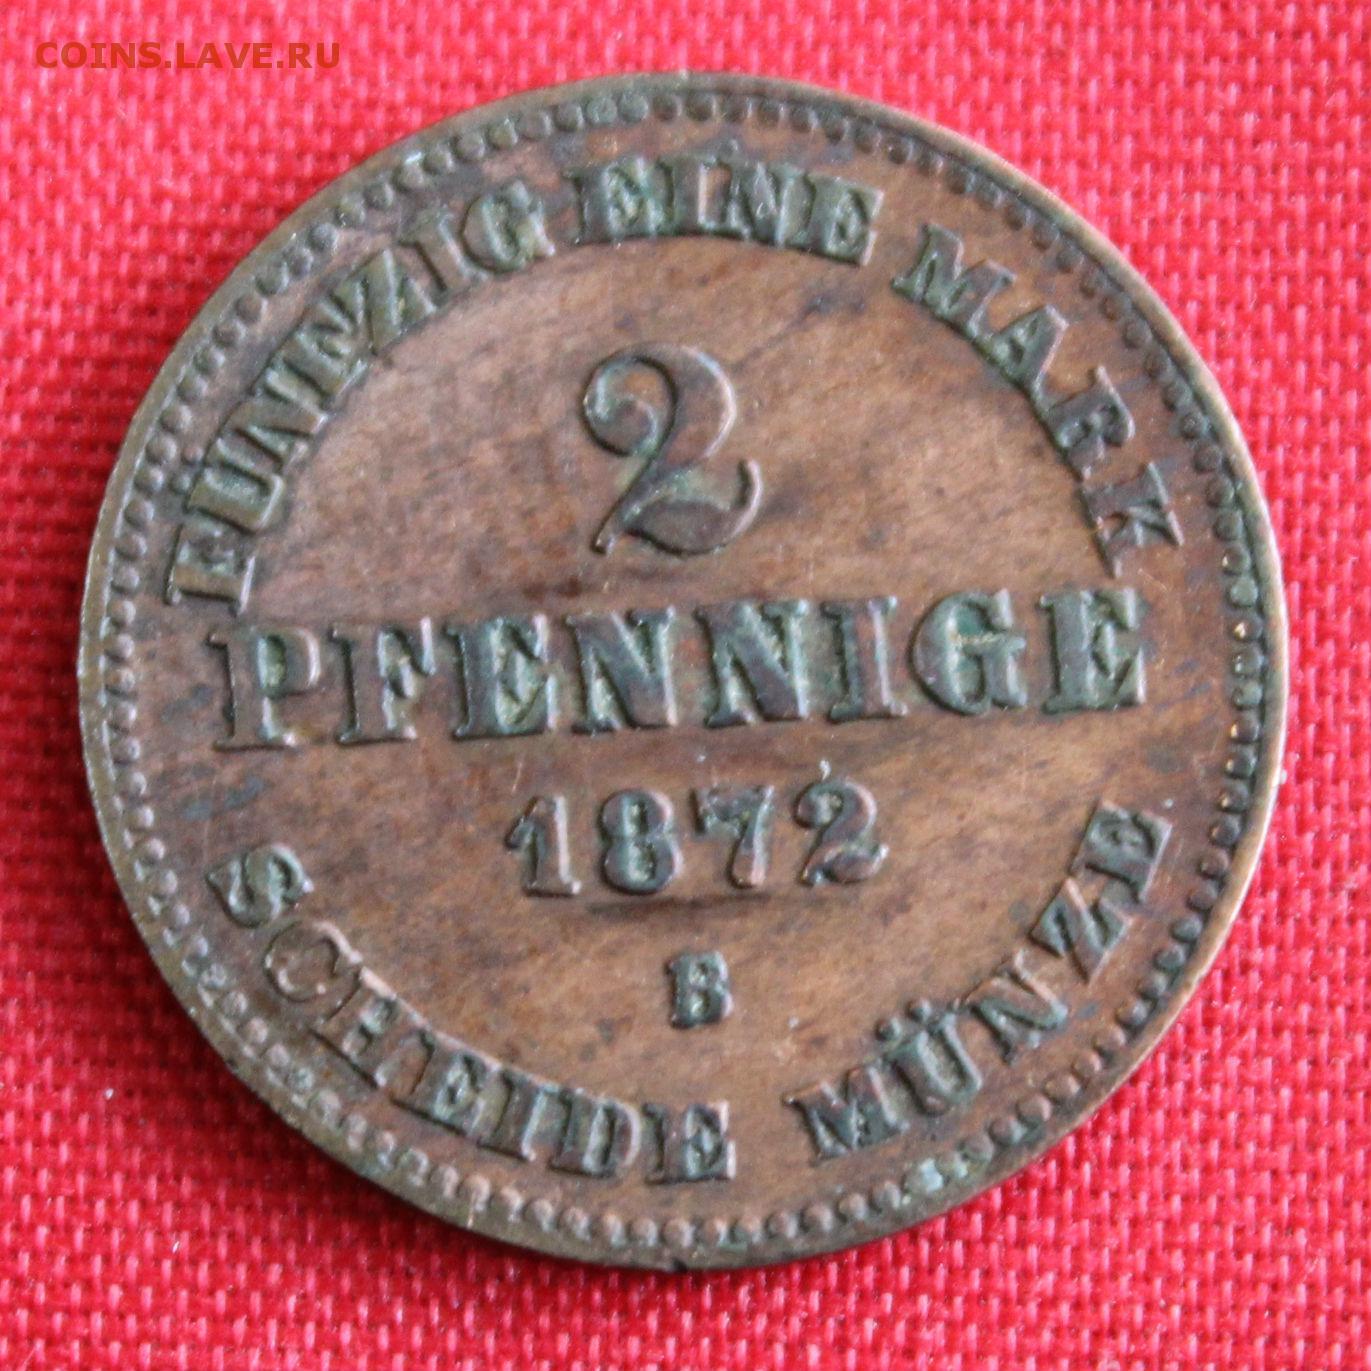 COINS.LAVE.RU
FÜNFZIG EINE MARK
2
PFENNIGE
1872
B
SCHEIDE MÜNZE